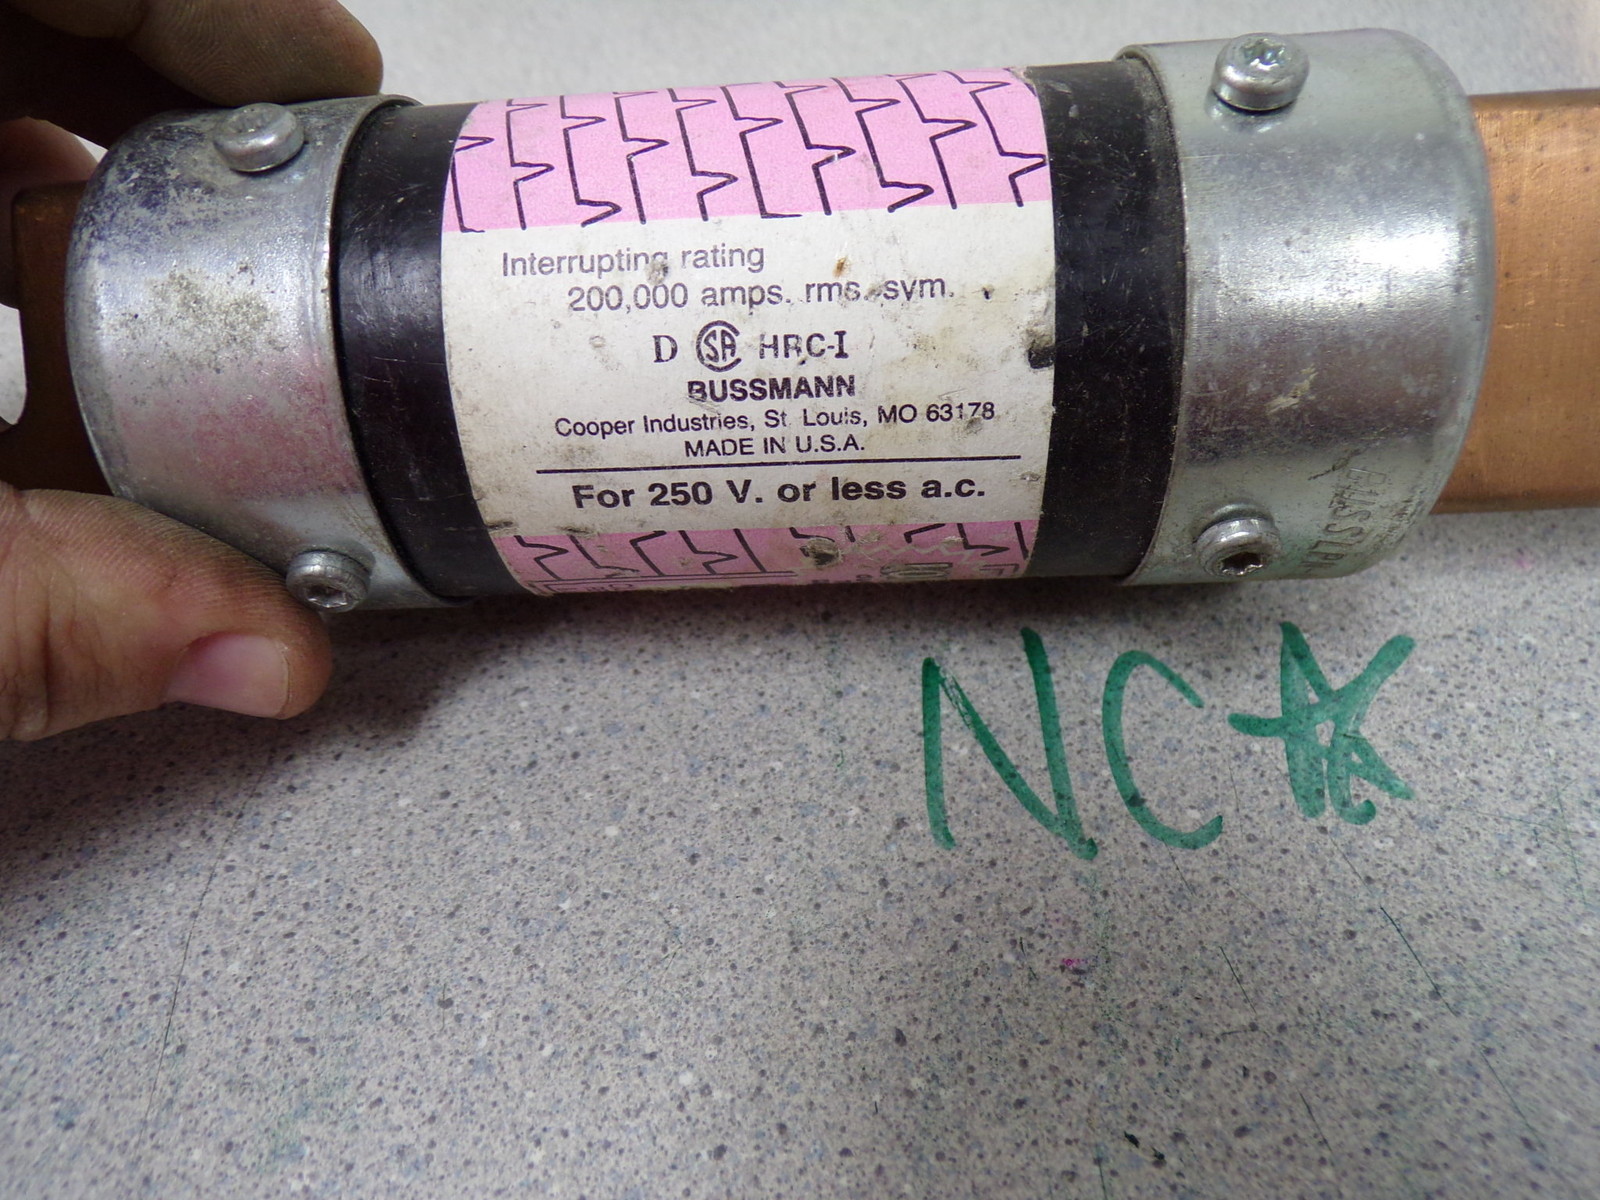 Interrupting rating
200,000 amps. rms. sym.
D CSA HRC-I
BUSSMANN
Cooper Industries, St. Louis, MO 63178
MADE IN U.S.A.
For 250 V. or less a.c.
NC